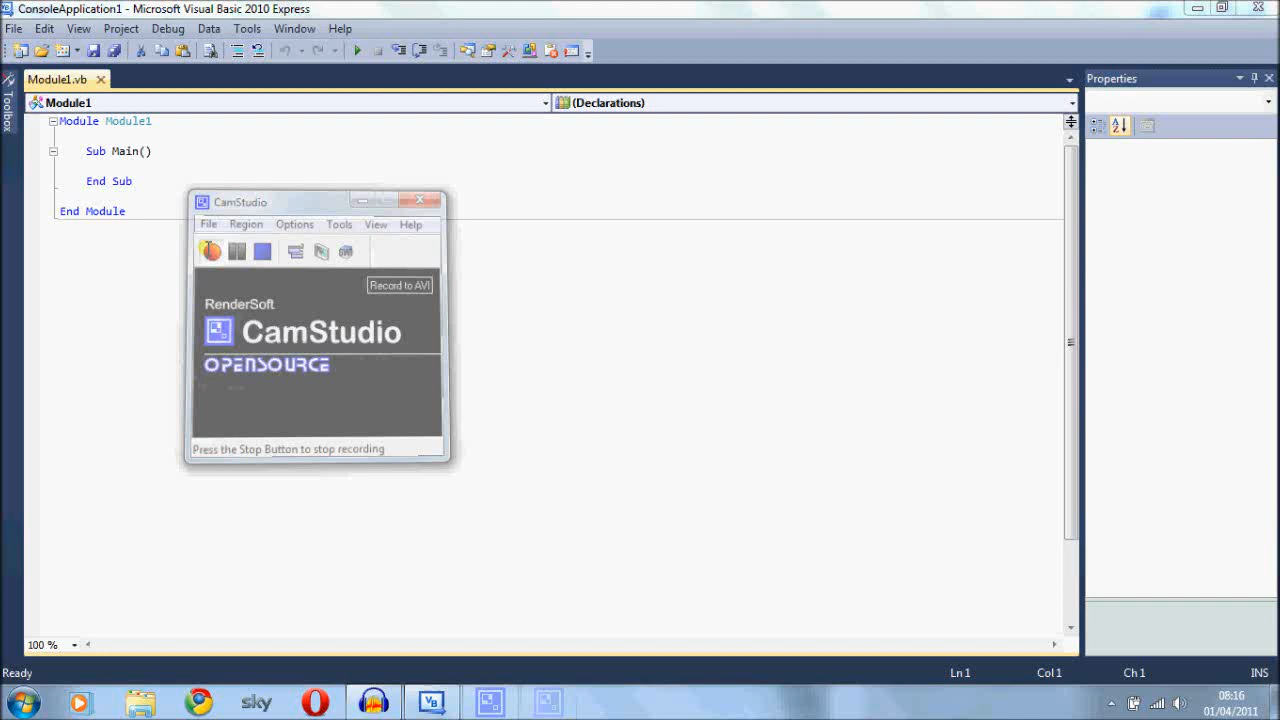 ConsoleApplication1 - Microsoft Visual Basic 2010 Express
File Edit View Project Debug Data Tools Window Help
Module1.vb
Properties
Toolbox
Module1
(Declarations)
Module Module1
Sub Main()
End Sub
End Module
CamStudio
File Region Options Tools View Help
Record to AVI
RenderSoft
CamStudio
OPENSOURCE
Press the Stop Button to stop recording
100 %
Ready
Ln 1
Col 1
Ch 1
INS
sky
VB
08:16
01/04/2011